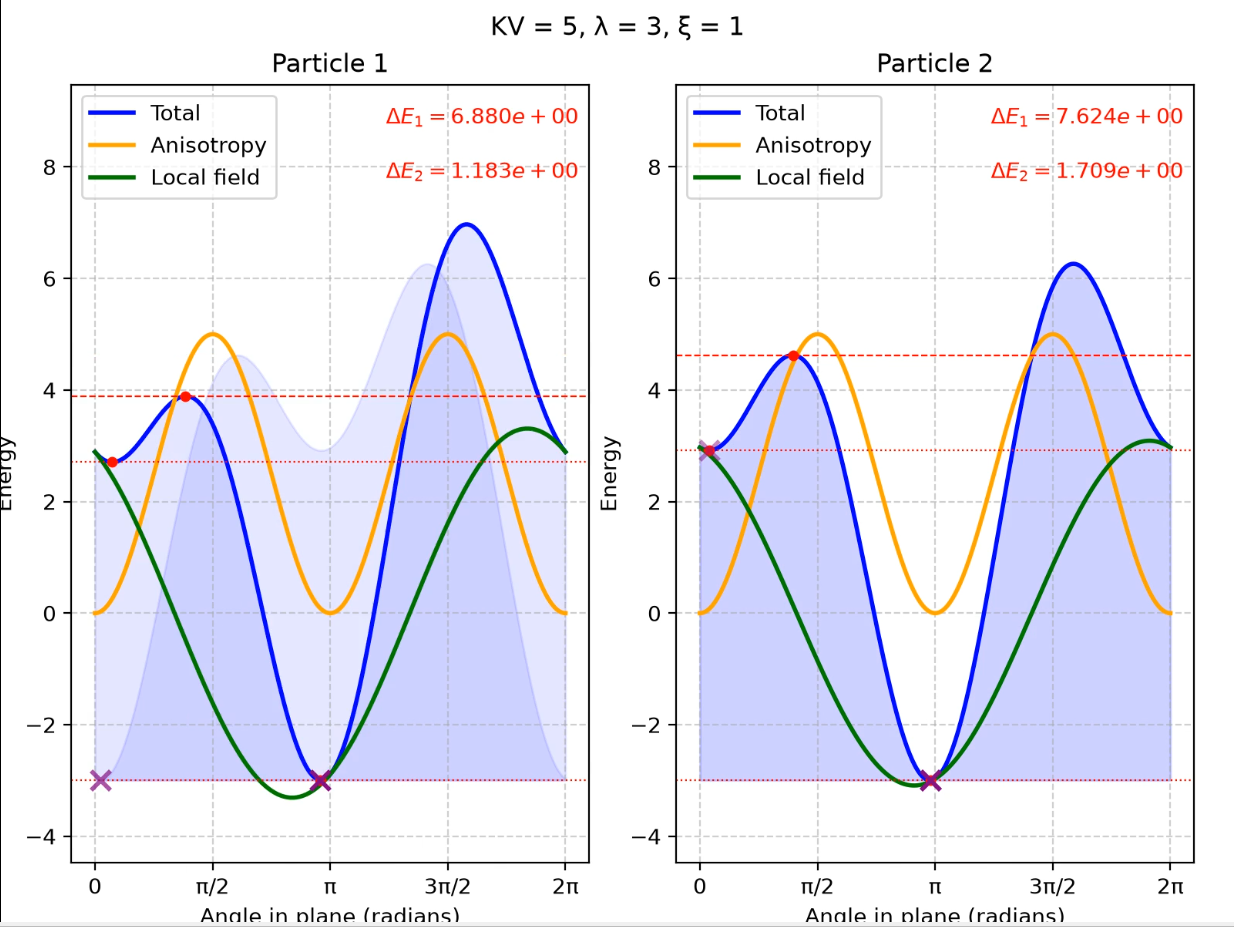 KV = 5, λ = 3, ξ = 1
Particle 1
Total
Anisotropy
Local field
ΔE₁ = 6.880e + 00
ΔE₂ = 1.183e + 00
8
6
4
2
0
−2
−4
Energy
0
π/2
π
3π/2
2π
Angle in plane (radians)
Particle 2
Total
Anisotropy
Local field
ΔE₁ = 7.624e + 00
ΔE₂ = 1.709e + 00
8
6
4
2
0
−2
−4
Energy
0
π/2
π
3π/2
2π
Angle in plane (radians)